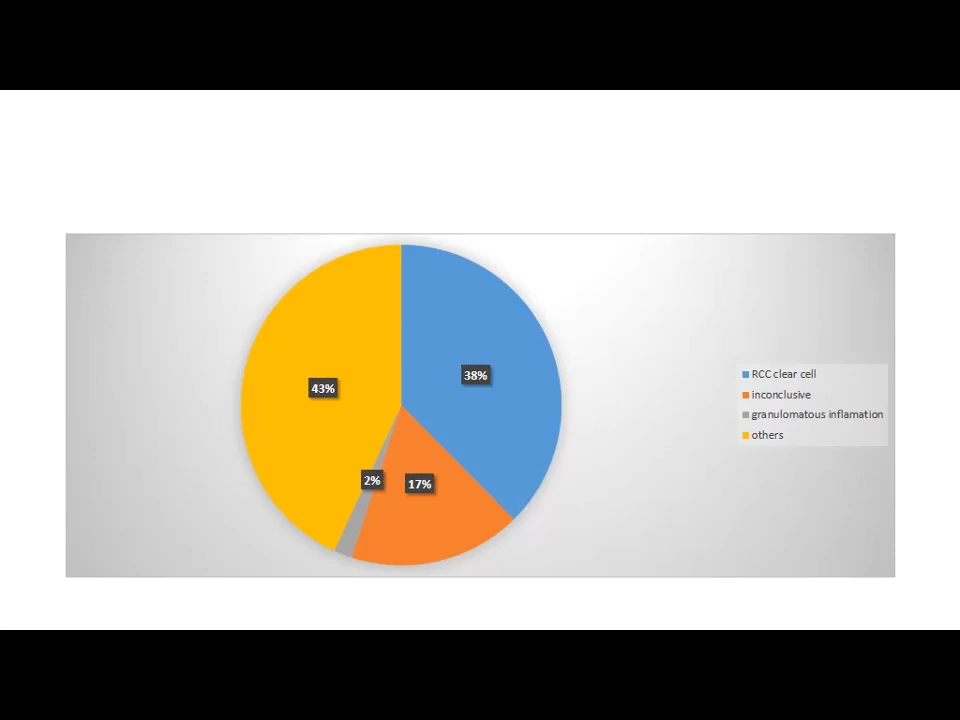 38%
43%
2%
17%
RCC clear cell
inconclusive
granulomatous inflamation
others